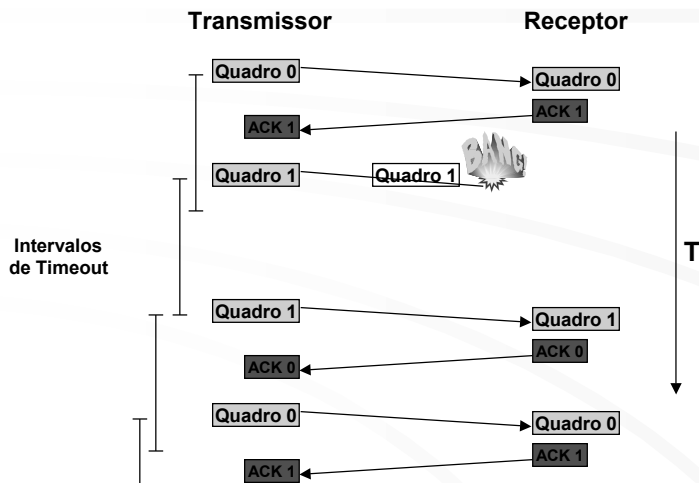 Transmissor Receptor
Quadro 0 Quadro 0
ACK 1 ACK 1
BANG!
Quadro 1 Quadro 1
Intervalos
de Timeout
T
Quadro 1 Quadro 1
ACK 0 ACK 0
Quadro 0 Quadro 0
ACK 1 ACK 1